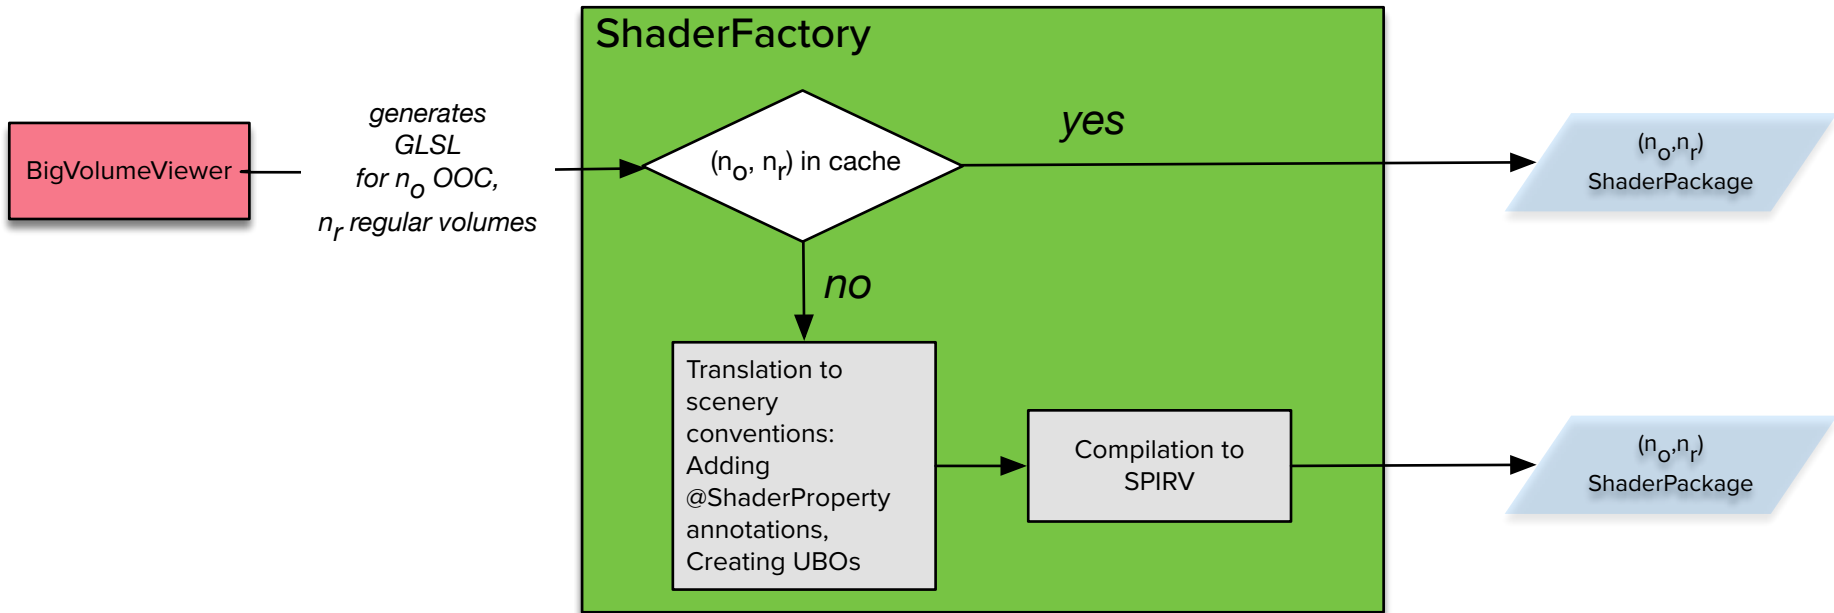 ShaderFactory
BigVolumeViewer
generates
GLSL
for nₒ OOC,
nᵣ regular volumes
(nₒ, nᵣ) in cache
yes
(nₒ,nᵣ)
ShaderPackage
no
Translation to
scenery
conventions:
Adding
@ShaderProperty
annotations,
Creating UBOs
Compilation to
SPIRV
(nₒ,nᵣ)
ShaderPackage